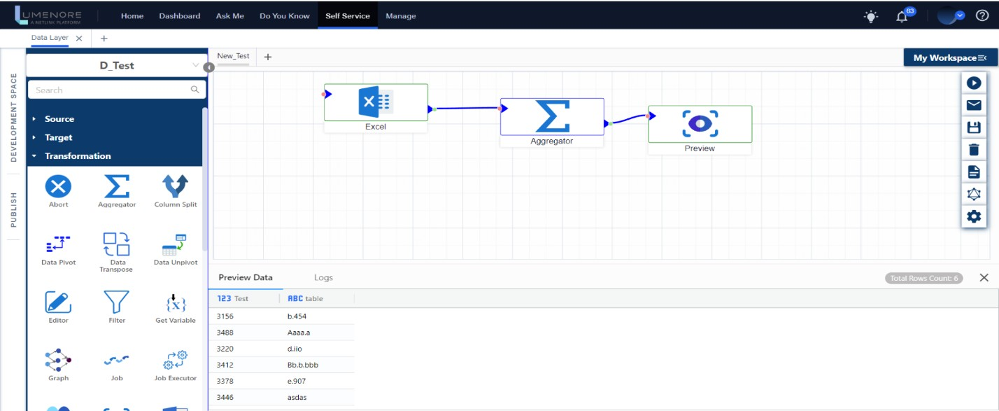 LUMENORE
A NETLINK PLATFORM
Home Dashboard Ask Me Do You Know Self Service Manage
63
Data Layer
New_Test
My Workspace
D_Test
Search
DEVELOPMENT SPACE
PUBLISH
Source
Target
Transformation
Abort Aggregator Column Split
Data Pivot Data Transpose Data Unpivot
Editor Filter Get Variable
{x}
Graph Job Job Executor
X
Excel
Aggregator
Preview
Preview Data Logs Total Rows Count: 6
123 Test ABC table
3156 b.454
3488 Aaaa.a
3220 d.iio
3412 Bb.b.bbb
3378 e.907
3446 asdas